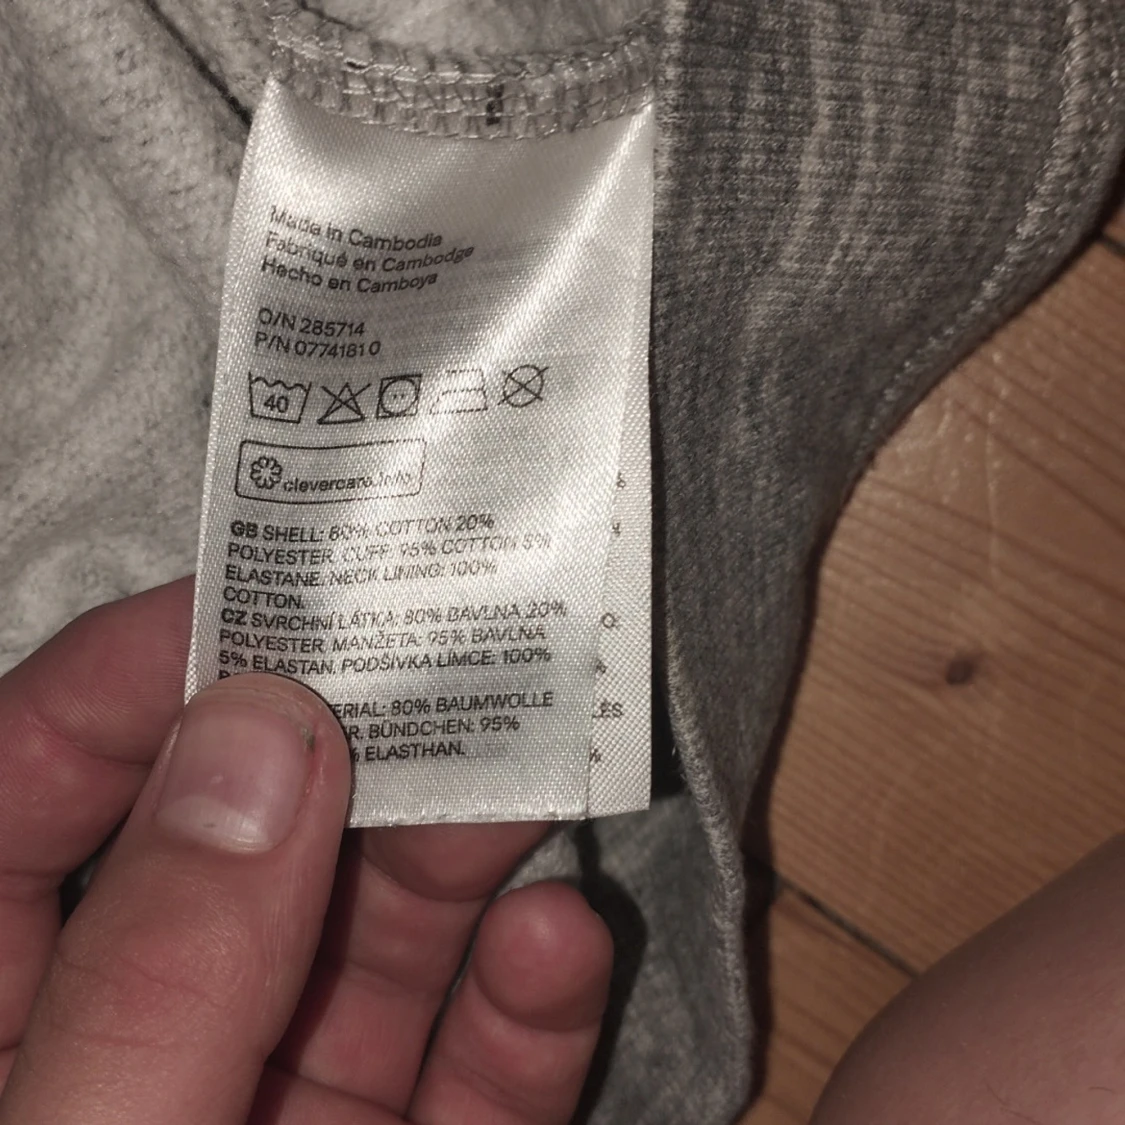 Made in Cambodia
Fabriqué en Cambodge
Hecho en Camboya
O/N 285714
P/N 0774181 0
40
clevercare.info
GB SHELL: 80% COTTON 20%
POLYESTER. CUFF: 95% COTTON 5%
ELASTANE. NECK LINING: 100%
COTTON.
CZ SVRCHNÍ LÁTKA: 80% BAVLNA 20%
POLYESTER. MANŽETA: 95% BAVLNA
5% ELASTAN. PODŠÍVKA LÍMCE: 100%
ERIAL: 80% BAUMWOLLE
R. BÜNDCHEN: 95%
% ELASTHAN.